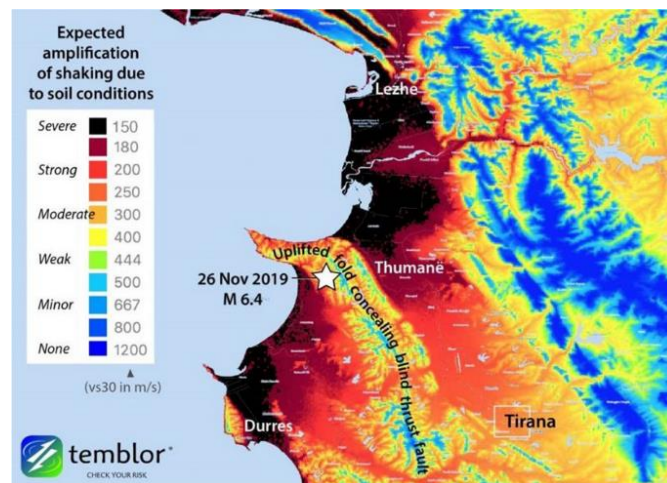 Expected
amplification
of shaking due
to soil conditions
Severe 150
180
Strong 200
250
Moderate 300
400
Weak 444
500
Minor 667
800
None 1200
(vs30 in m/s)
Lezhe
Uplifted fold concealing blind thrust fault
26 Nov 2019
M 6.4
Thumanë
Durres
Tirana
temblor
CHECK YOUR RISK